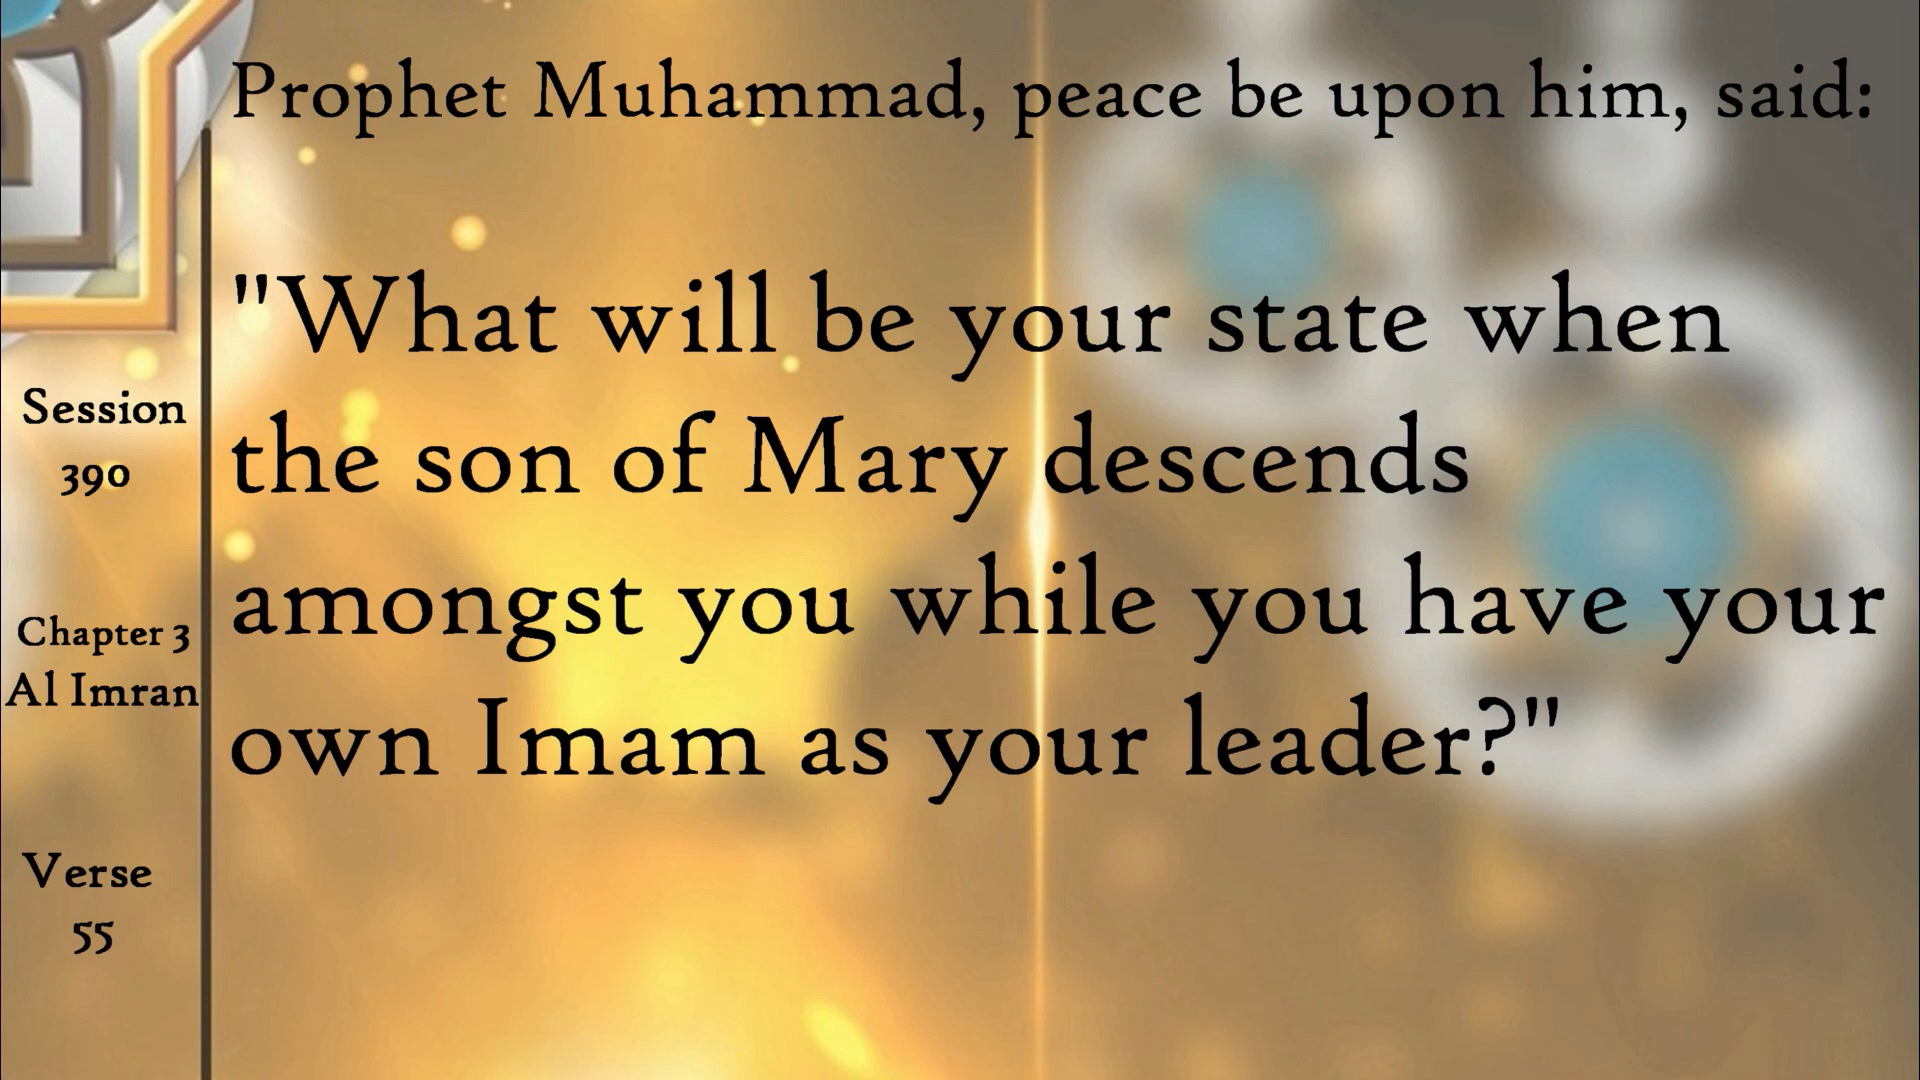 Prophet Muhammad, peace be upon him, said:
"What will be your state when
the son of Mary descends
amongst you while you have your
own Imam as your leader?"
Session
390
Chapter 3
Al Imran
Verse
55